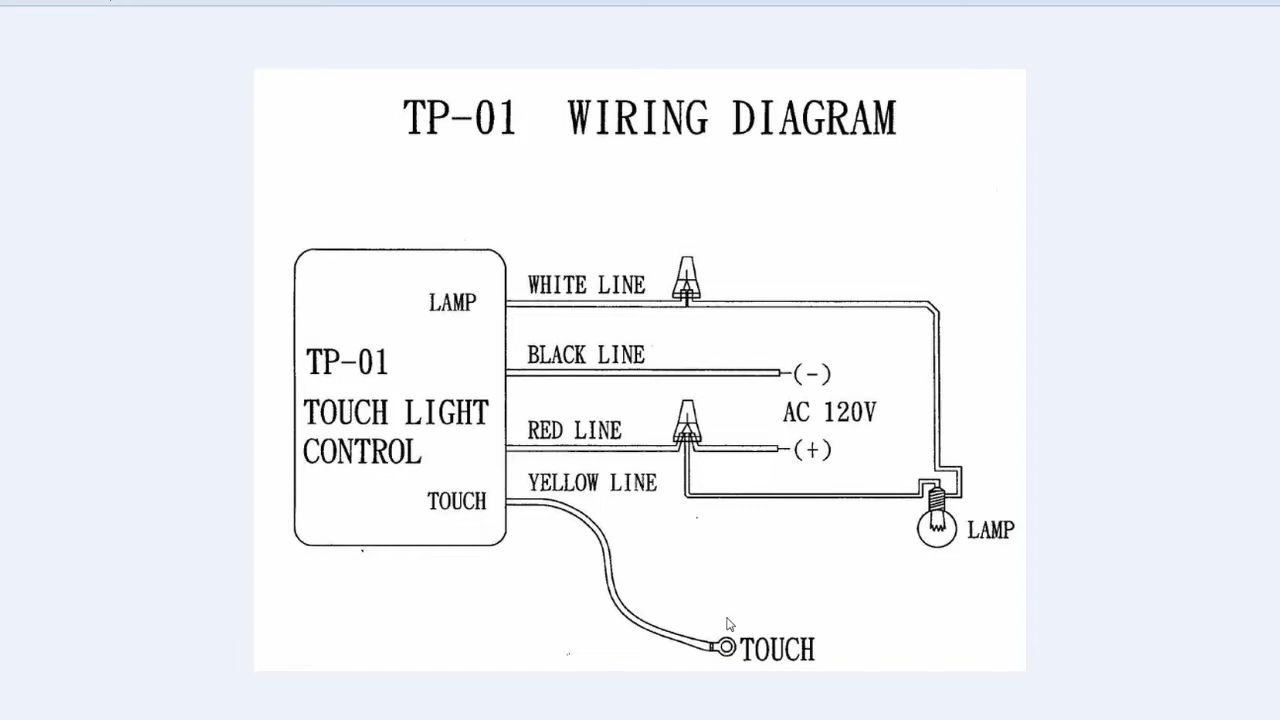 TP-01 WIRING DIAGRAM
WHITE LINE
LAMP
BLACK LINE
TP-01
(-)
AC 120V
TOUCH LIGHT
CONTROL
RED LINE
(+)
YELLOW LINE
TOUCH
LAMP
TOUCH